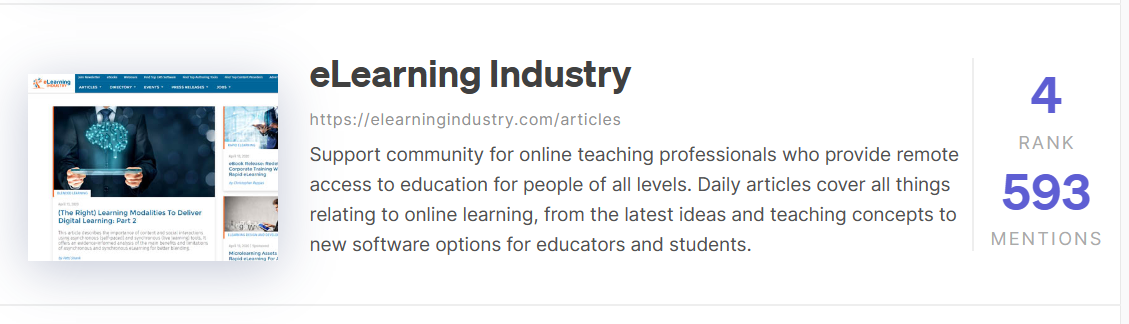 eLearning Industry
https://elearningindustry.com/articles
Support community for online teaching professionals who provide remote
access to education for people of all levels. Daily articles cover all things
relating to online learning, from the latest ideas and teaching concepts to
new software options for educators and students.
4
RANK
593
MENTIONS
eLearning
INDUSTRY
ARTICLES
DIRECTORY
EVENTS
PRESS RELEASES
JOBS
(The Right) Learning Modalities To Deliver
Digital Learning: Part 2
eBook Release:
Corporate Training
Rapid eLearning
Microlearning Assets
Rapid eLearning